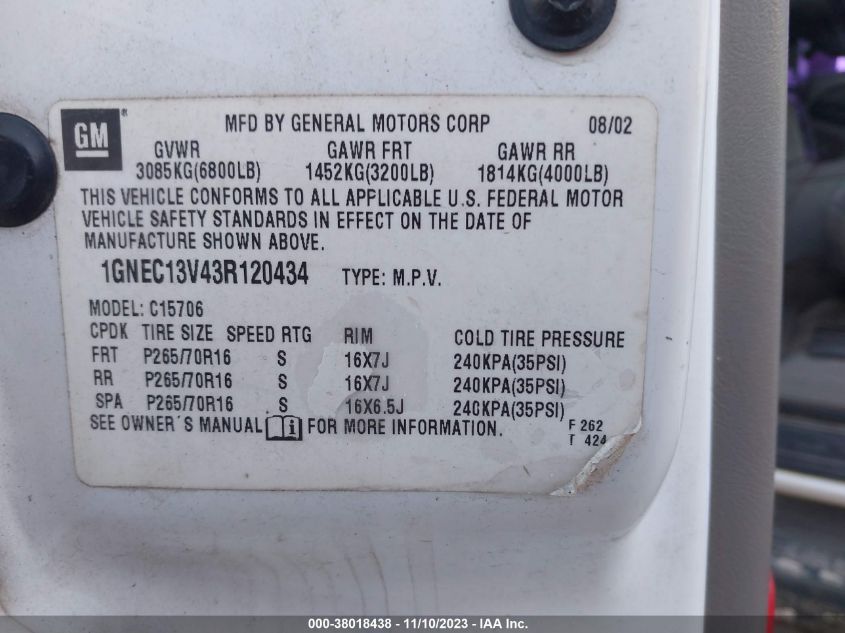 GM®
MFD BY GENERAL MOTORS CORP 08/02
GVWR GAWR FRT GAWR RR
3085KG(6800LB) 1452KG(3200LB) 1814KG(4000LB)
THIS VEHICLE CONFORMS TO ALL APPLICABLE U.S. FEDERAL MOTOR
VEHICLE SAFETY STANDARDS IN EFFECT ON THE DATE OF
MANUFACTURE SHOWN ABOVE.
1GNEC13V43R120434 TYPE: M.P.V.
MODEL: C15706
CPDK TIRE SIZE SPEED RTG RIM COLD TIRE PRESSURE
FRT P265/70R16 S 16X7J 240KPA(35PSI)
RR P265/70R16 S 16X7J 240KPA(35PSI)
SPA P265/70R16 S 16X6.5J 240KPA(35PSI)
SEE OWNER'S MANUAL i FOR MORE INFORMATION.
F 262
T 424
000-38018438 - 11/10/2023 - IAA Inc.